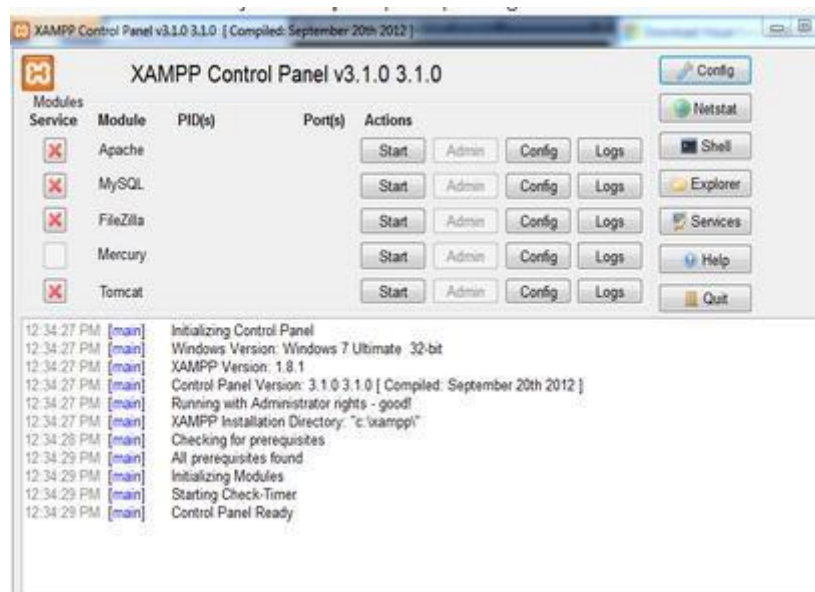 XAMPP Control Panel v3.1.0 3.1.0 [ Compiled: September 20th 2012 ]
XAMPP Control Panel v3.1.0 3.1.0
Config
Modules
Service Module PID(s) Port(s) Actions
Netstat
Apache Start Admin Config Logs
Shell
MySQL Start Admin Config Logs
Explorer
FileZilla Start Admin Config Logs
Services
Mercury Start Admin Config Logs
Help
Tomcat Start Admin Config Logs
Quit
12:34:27 PM [main] Initializing Control Panel
12:34:27 PM [main] Windows Version: Windows 7 Ultimate 32-bit
12:34:27 PM [main] XAMPP Version: 1.8.1
12:34:27 PM [main] Control Panel Version: 3.1.0 3.1.0 [ Compiled: September 20th 2012 ]
12:34:27 PM [main] Running with Administrator rights - good!
12:34:27 PM [main] XAMPP Installation Directory: "c:\xampp\"
12:34:28 PM [main] Checking for prerequisites
12:34:29 PM [main] All prerequisites found
12:34:29 PM [main] Initializing Modules
12:34:29 PM [main] Starting Check-Timer
12:34:29 PM [main] Control Panel Ready